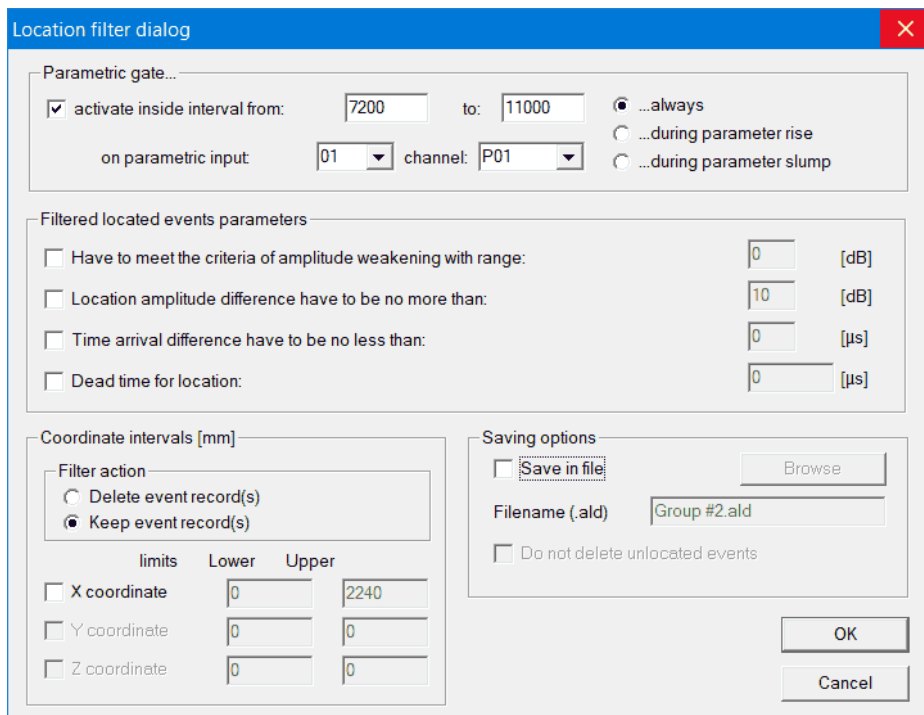 Location filter dialog
Parametric gate...
activate inside interval from: 7200 to: 11000 ...always
...during parameter rise
on parametric input: 01 channel: P01 ...during parameter slump
Filtered located events parameters
Have to meet the criteria of amplitude weakening with range: 0 [dB]
Location amplitude difference have to be no more than: 10 [dB]
Time arrival difference have to be no less than: 0 [µs]
Dead time for location: 0 [µs]
Coordinate intervals [mm]
Filter action
Delete event record(s)
Keep event record(s)
limits Lower Upper
X coordinate 0 2240
Y coordinate 0 0
Z coordinate 0 0
Saving options
Save in file Browse
Filename (.ald) Group #2.ald
Do not delete unlocated events
OK
Cancel